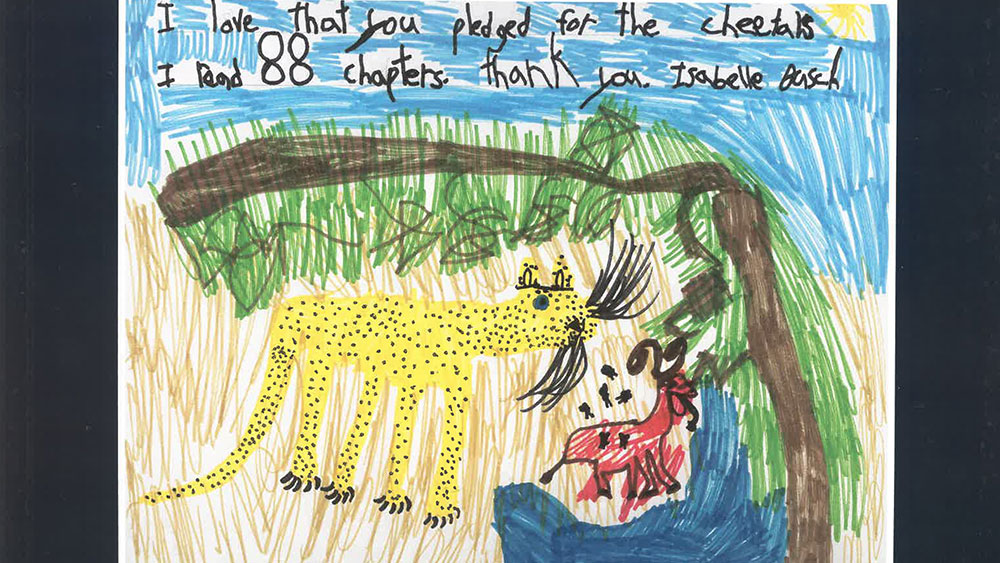 I love that you pledged for the cheetahs
I read 88 chapters. thank you. Isabelle Busch